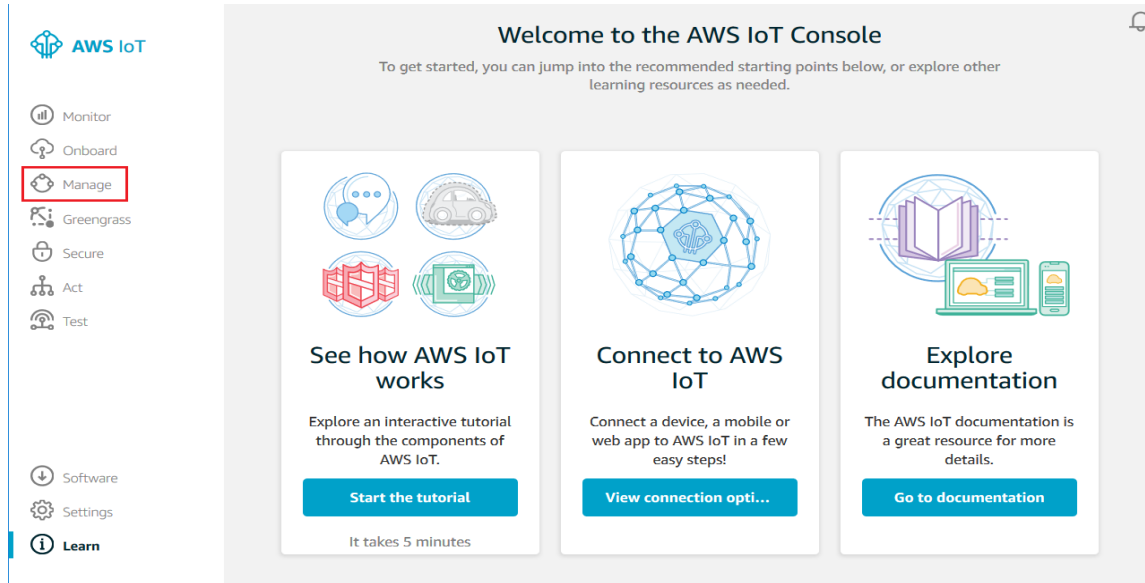 AWS IoT
Monitor
Onboard
Manage
Greengrass
Secure
Act
Test
Software
Settings
Learn
Welcome to the AWS IoT Console
To get started, you can jump into the recommended starting points below, or explore other
learning resources as needed.
See how AWS IoT
works
Explore an interactive tutorial
through the components of
AWS IoT.
Start the tutorial
It takes 5 minutes
Connect to AWS
IoT
Connect a device, a mobile or
web app to AWS IoT in a few
easy steps!
View connection opti...
Explore
documentation
The AWS IoT documentation is
a great resource for more
details.
Go to documentation